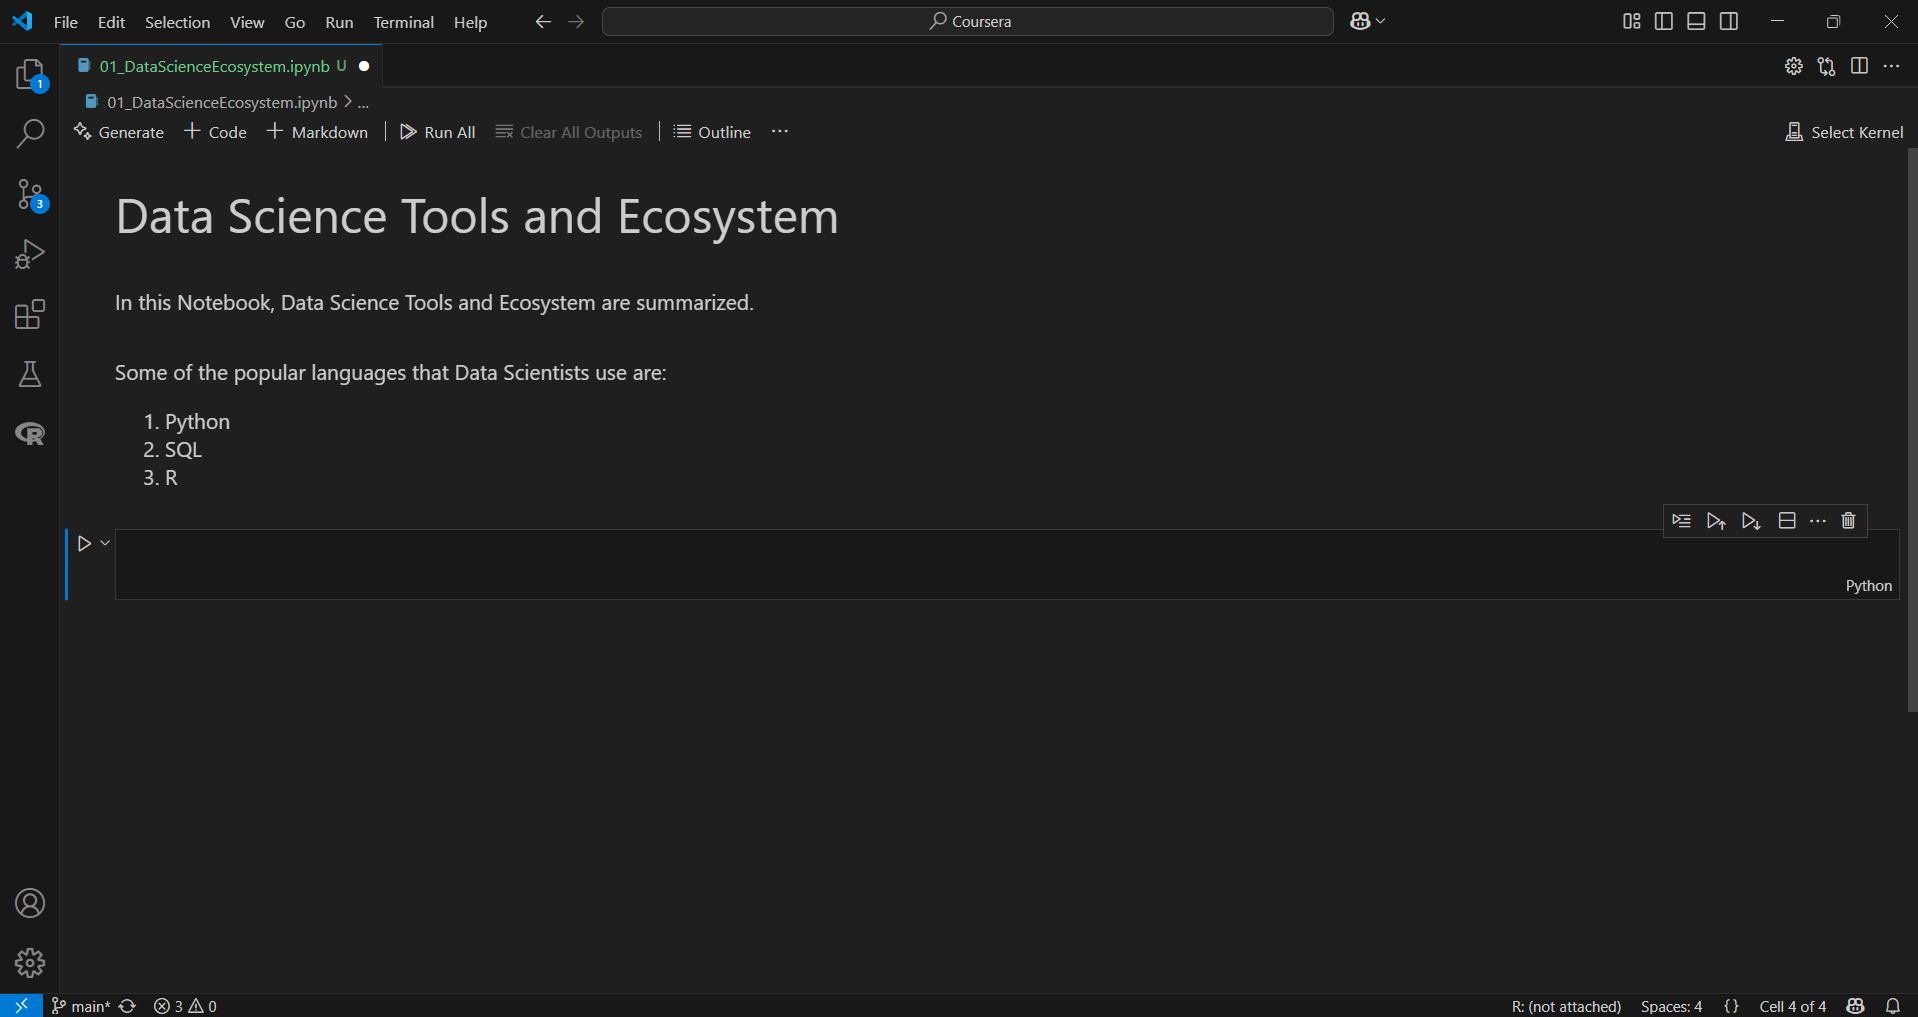 File Edit Selection View Go Run Terminal Help Coursera
01_DataScienceEcosystem.ipynb U
01_DataScienceEcosystem.ipynb > ...
Generate + Code + Markdown Run All Clear All Outputs Outline ... Select Kernel
1
3
Data Science Tools and Ecosystem
In this Notebook, Data Science Tools and Ecosystem are summarized.
Some of the popular languages that Data Scientists use are:
1. Python
2. SQL
3. R
Python
R
main* 3 0 R: (not attached) Spaces: 4 {} Cell 4 of 4